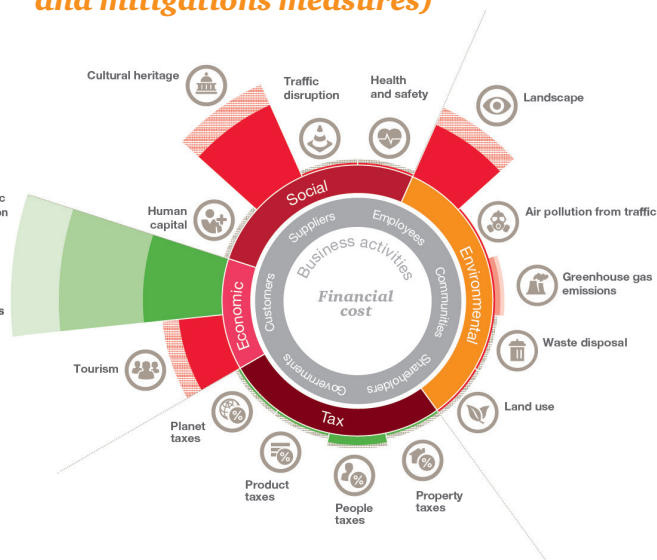 and mitigations measures)
Cultural heritage
Traffic
disruption
Health
and safety
Landscape
Human
capital
Air pollution from traffic
Greenhouse gas
emissions
Waste disposal
Land use
Tourism
Planet
taxes
Product
taxes
People
taxes
Property
taxes
Social
Environmental
Tax
Economic
Suppliers
Employees
Communities
Shareholders
Governments
Customers
Business activities
Financial
cost